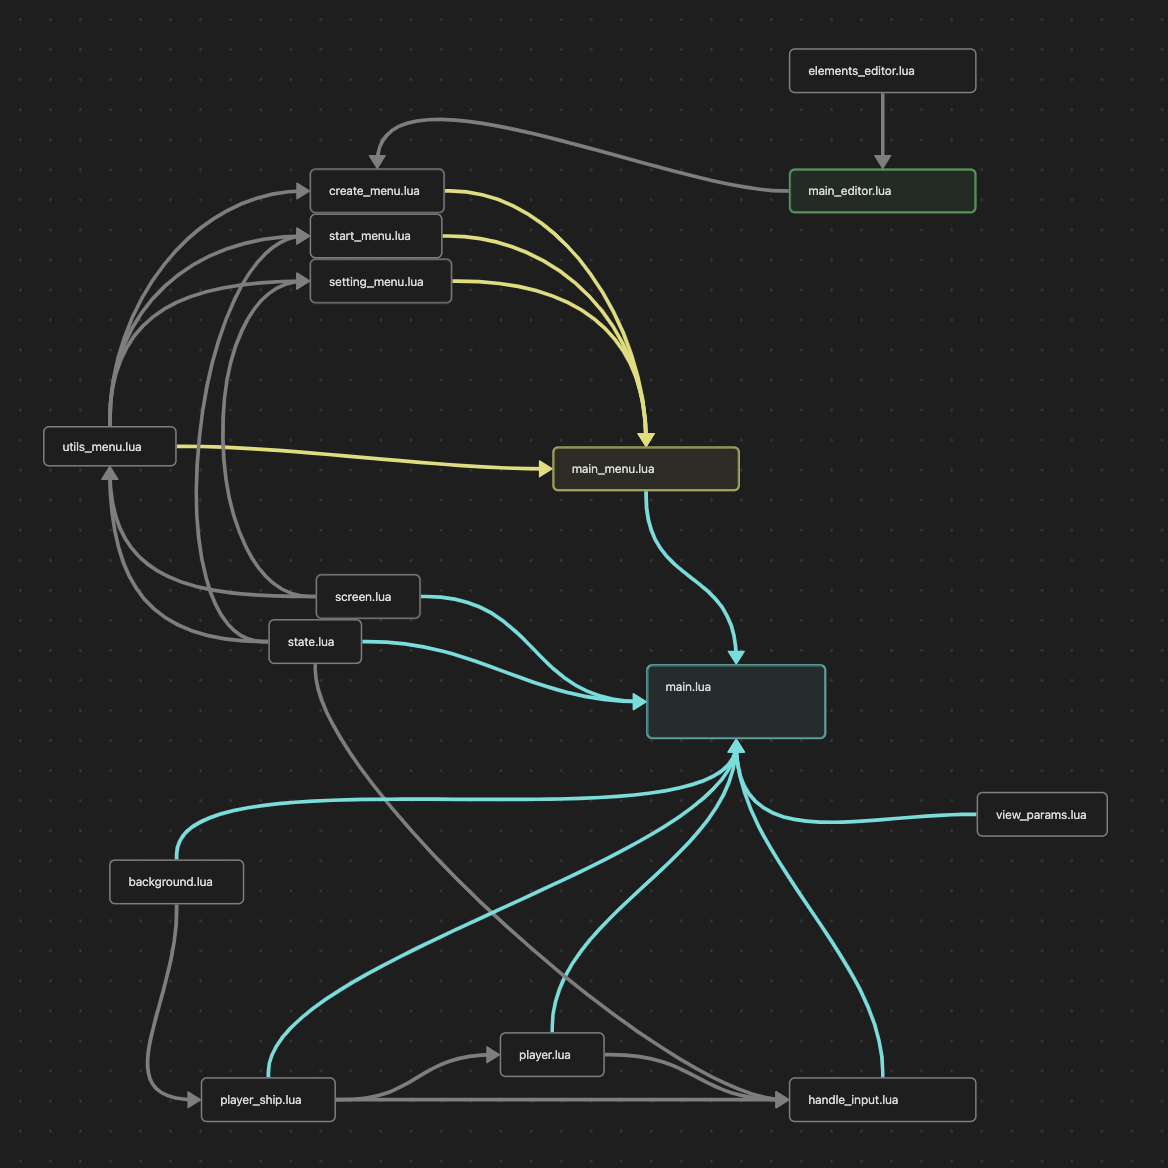 elements_editor.lua
main_editor.lua
create_menu.lua
start_menu.lua
setting_menu.lua
utils_menu.lua
main_menu.lua
screen.lua
state.lua
main.lua
view_params.lua
background.lua
player.lua
player_ship.lua
handle_input.lua